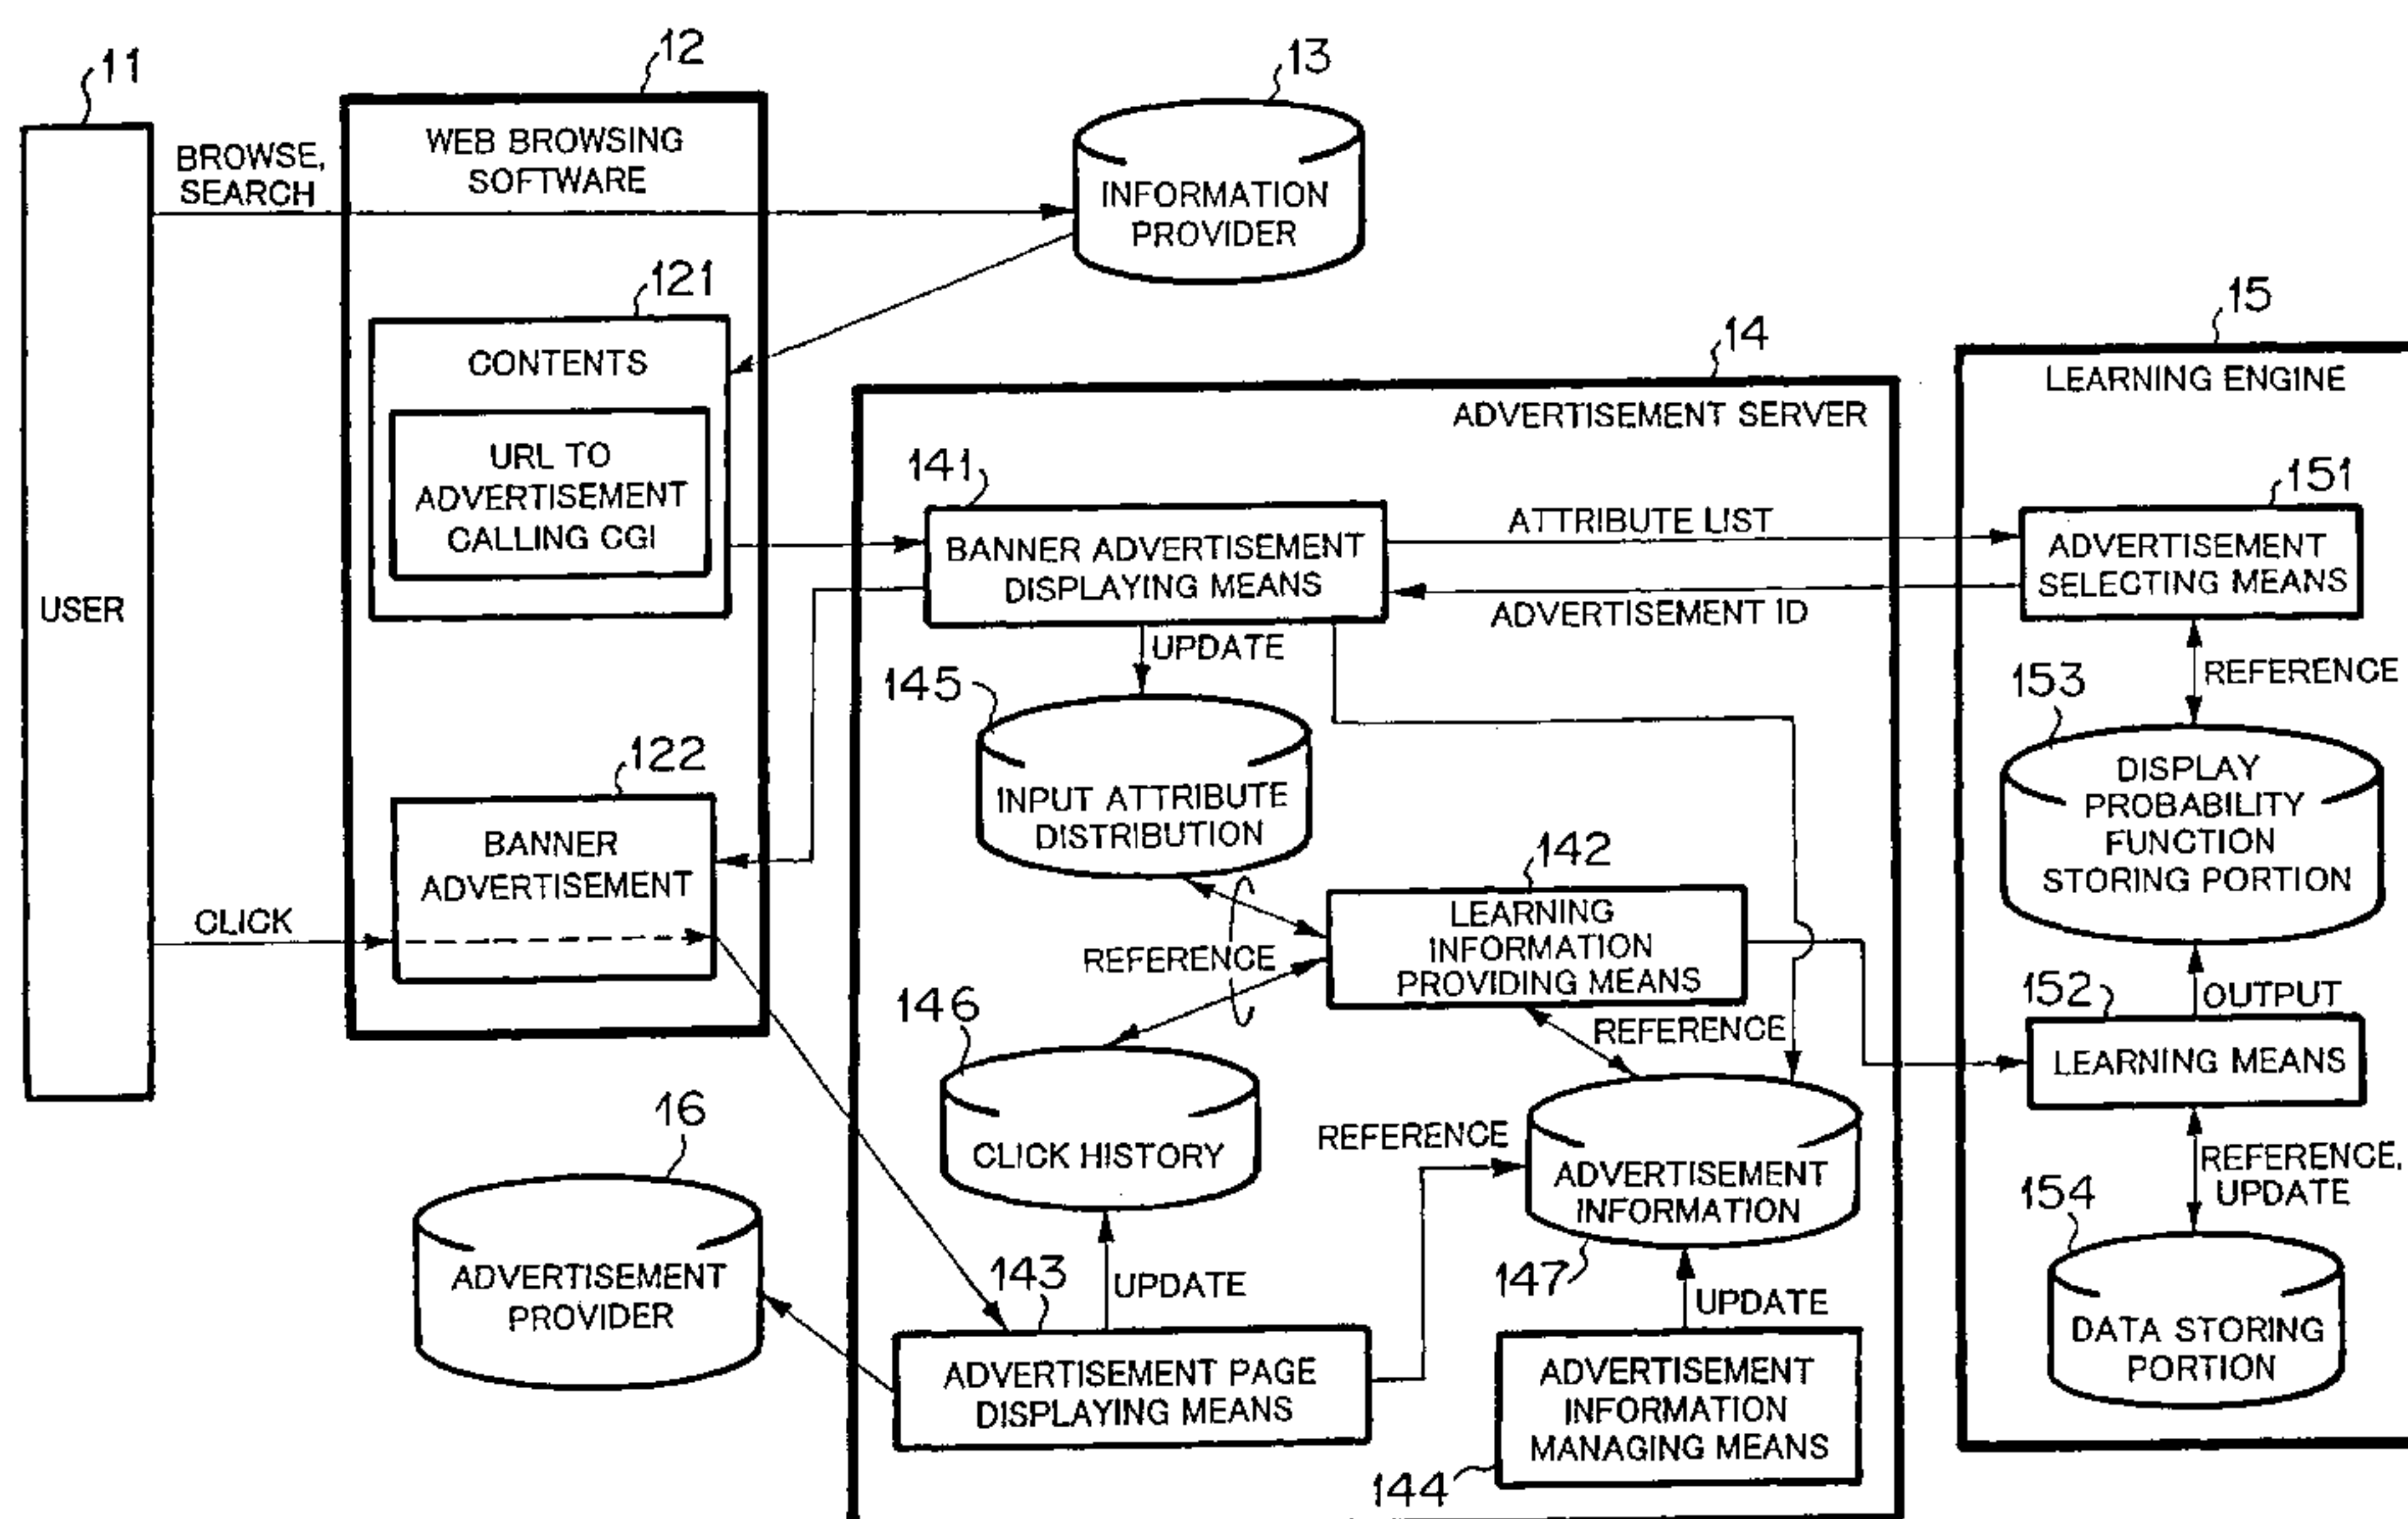 11
USER
BROWSE,
SEARCH
12
WEB BROWSING
SOFTWARE
121
CONTENTS
URL TO
ADVERTISEMENT
CALLING CGI
122
BANNER
ADVERTISEMENT
CLICK
13
INFORMATION
PROVIDER
16
ADVERTISEMENT
PROVIDER
14
ADVERTISEMENT SERVER
141
BANNER ADVERTISEMENT
DISPLAYING MEANS
ATTRIBUTE LIST
ADVERTISEMENT ID
UPDATE
145
INPUT ATTRIBUTE
DISTRIBUTION
142
LEARNING
INFORMATION
PROVIDING MEANS
REFERENCE
REFERENCE
146
CLICK HISTORY
REFERENCE
ADVERTISEMENT
INFORMATION
147
143
UPDATE
ADVERTISEMENT PAGE
DISPLAYING MEANS
UPDATE
ADVERTISEMENT
INFORMATION
MANAGING MEANS
144
15
LEARNING ENGINE
151
ADVERTISEMENT
SELECTING MEANS
REFERENCE
153
DISPLAY
PROBABILITY
FUNCTION
STORING PORTION
152
OUTPUT
LEARNING MEANS
REFERENCE,
UPDATE
154
DATA STORING
PORTION